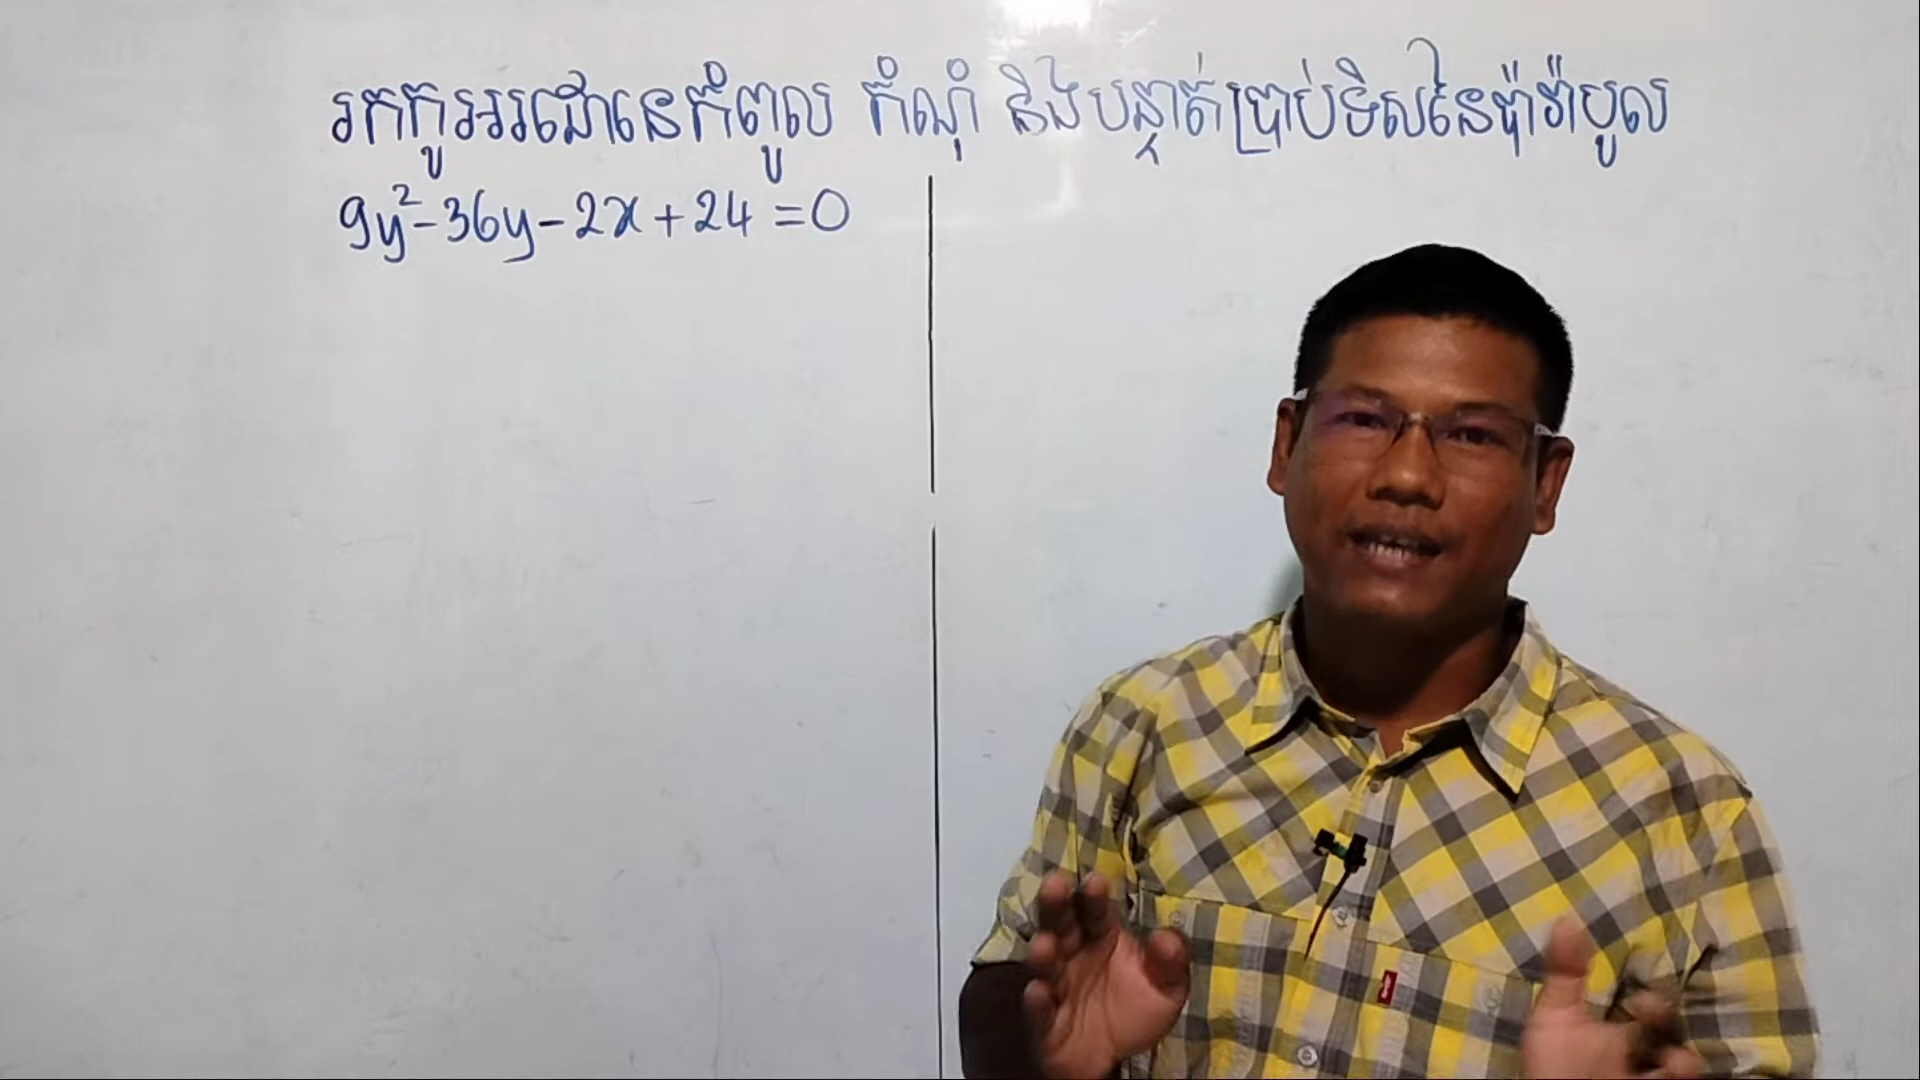 រកកូអរដោនេកំពូល កំណុំ និងបន្ទាត់ប្រាប់ទិសនៃប៉ារ៉ាបូល
9y²-36y-2x+24=0